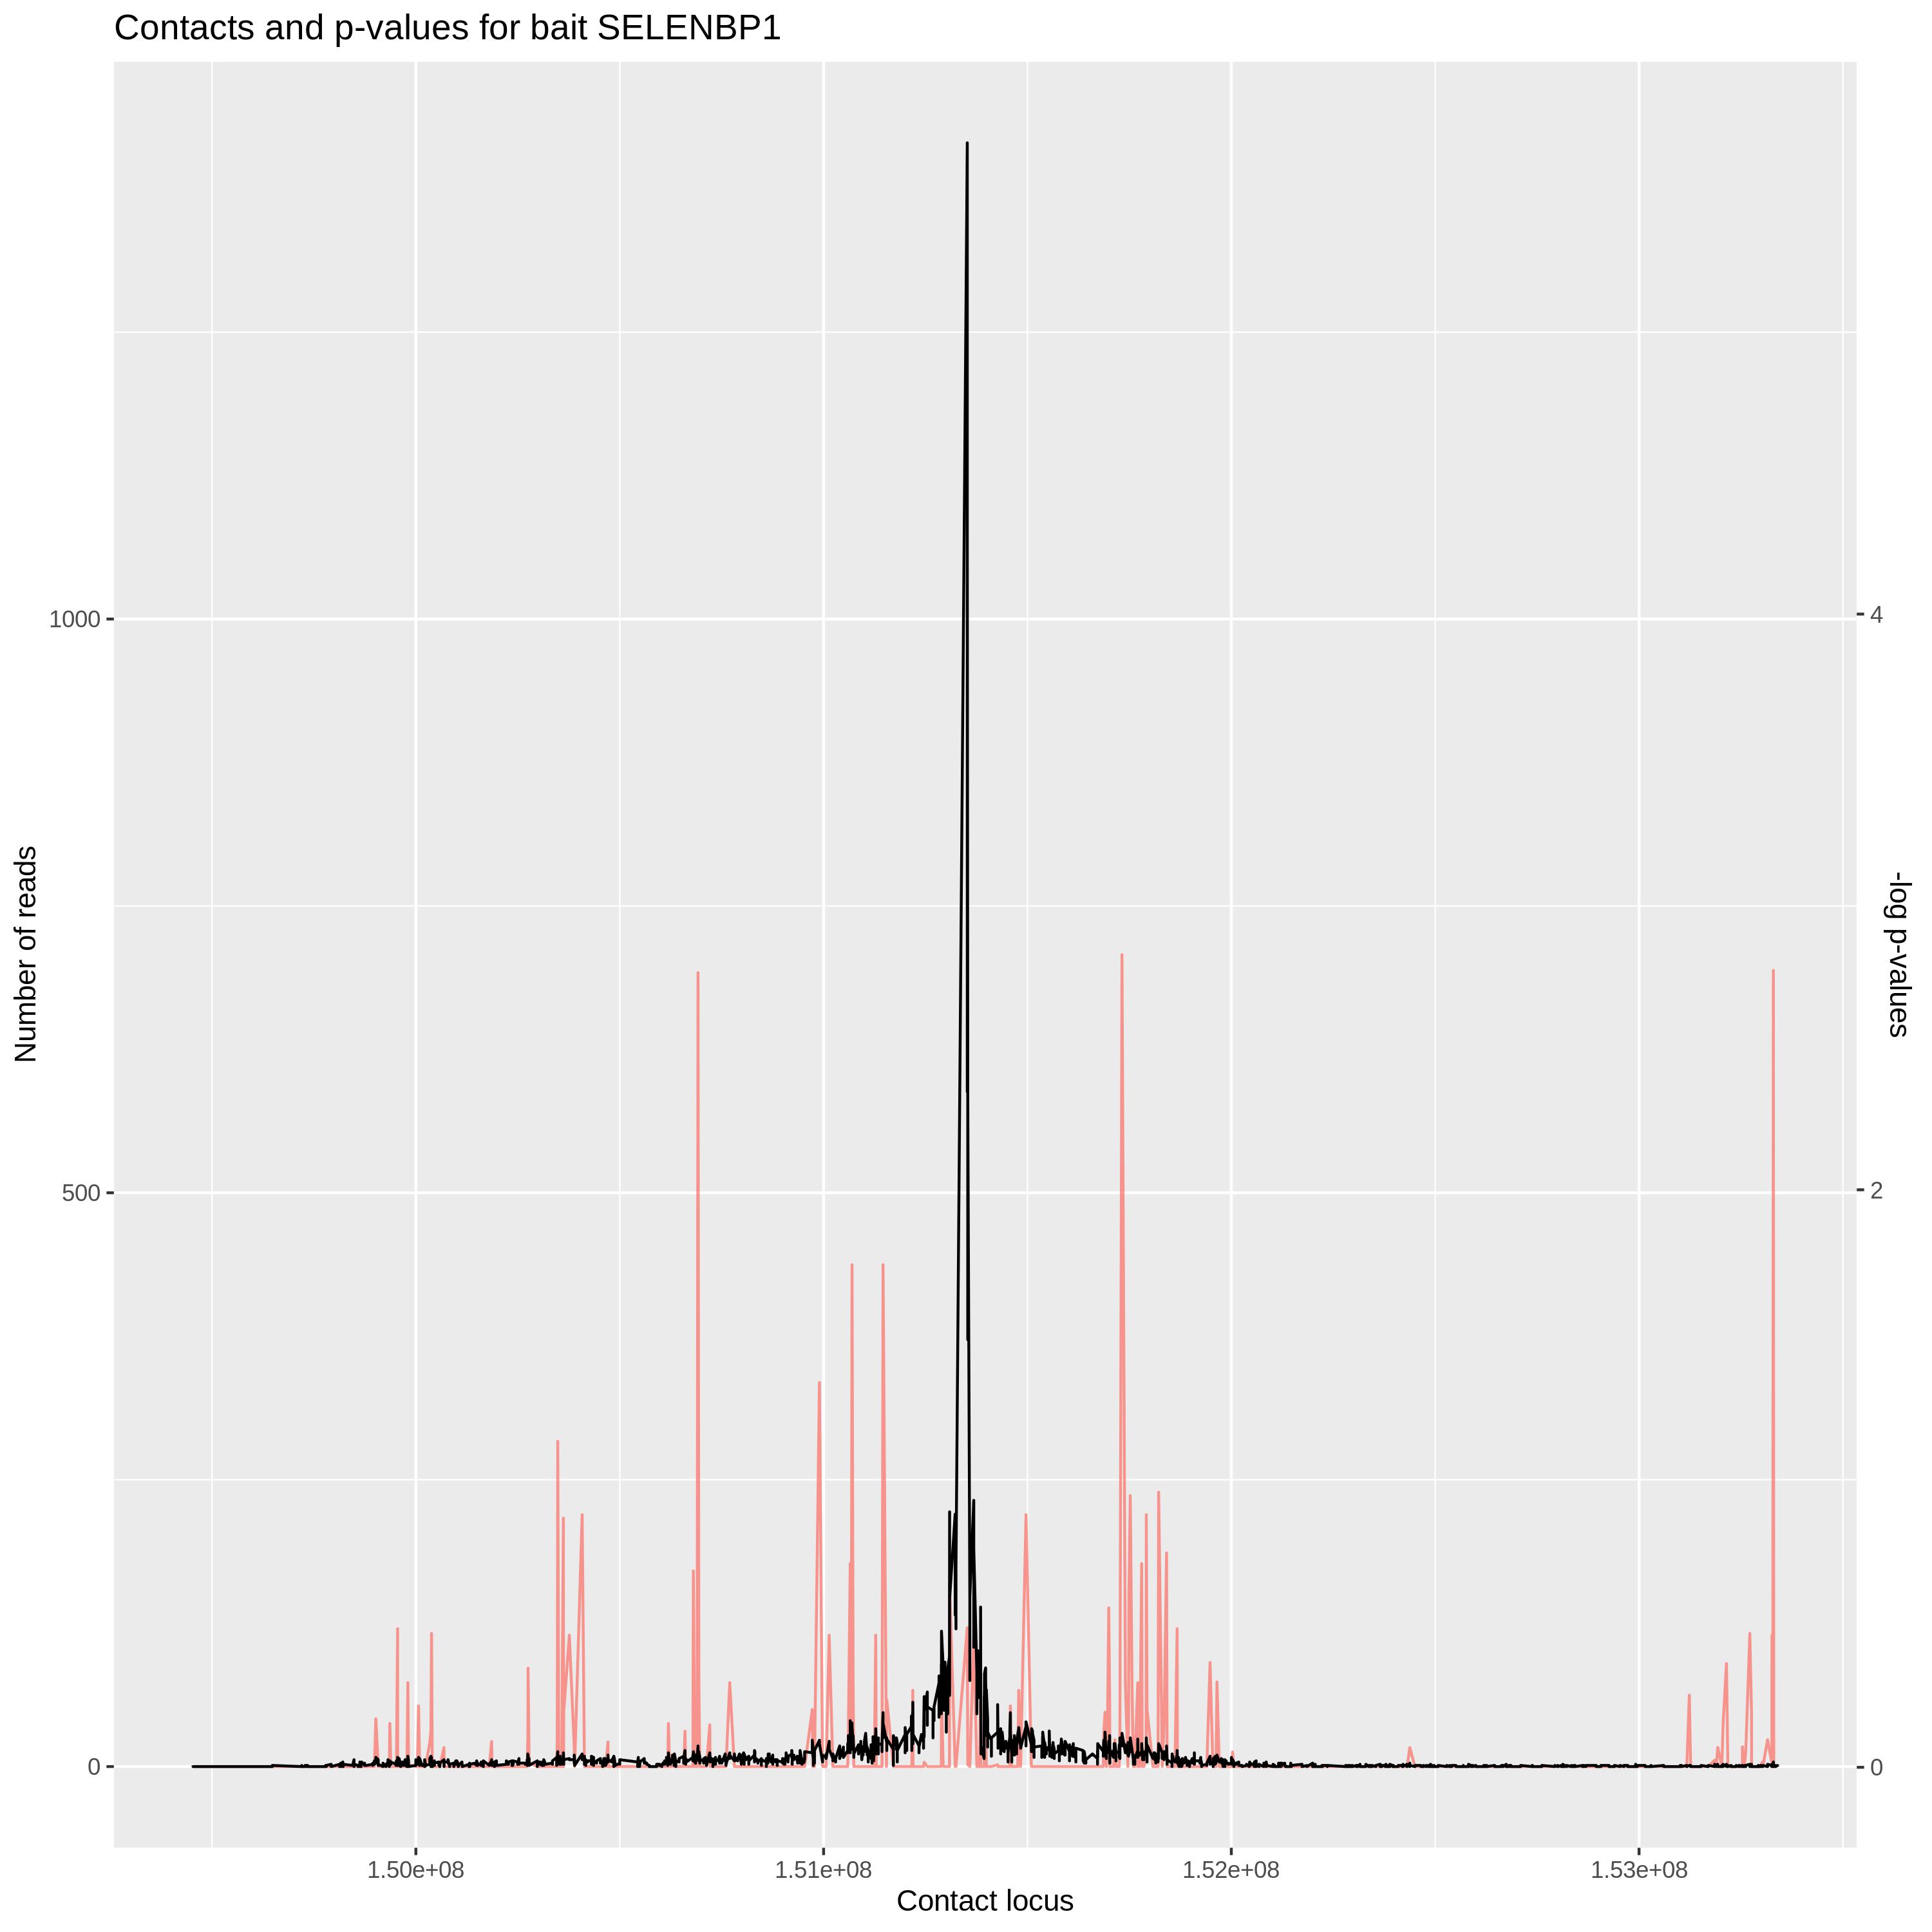 Contacts and p-values for bait SELENBP1
Number of reads
1000
500
0
4
2
0
-log p-values
1.50e+08
1.51e+08
1.52e+08
1.53e+08
Contact locus